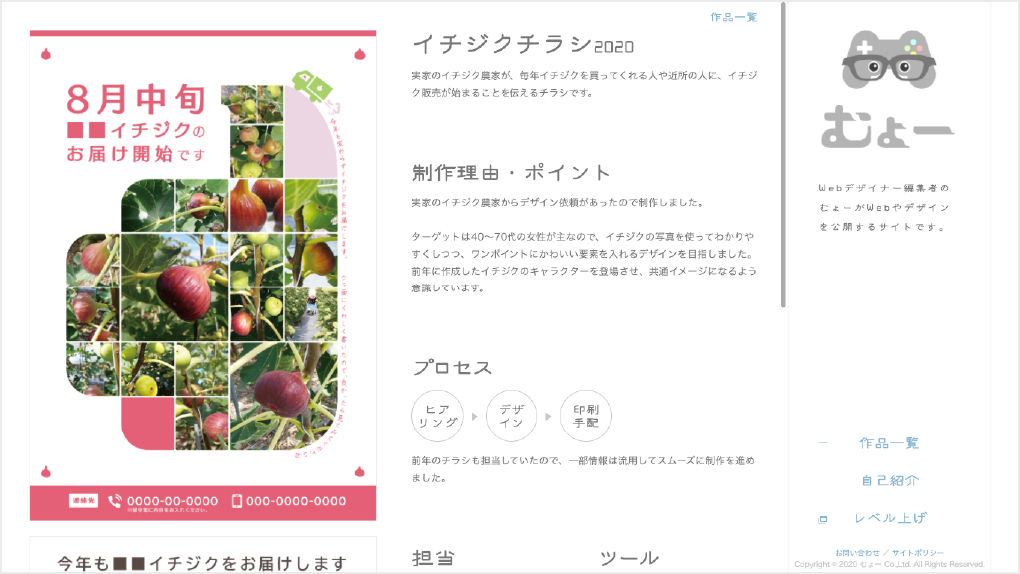 8月中旬
■■イチジクの
お届け開始です
連絡先
0000-00-0000
000-0000-0000
今年も■■イチジクをお届けします
作品一覧
イチジクチラシ2020
実家のイチジク農家が、毎年イチジクを買ってくれる人や近所の人に、イチジ
ク販売が始まることを伝えるチラシです。
制作理由・ポイント
実家のイチジク農家からデザイン依頼があったので制作しました。
ターゲットは40〜70代の女性が主なので、イチジクの写真を使ってわかりや
すくしつつ、ワンポイントにかわいい要素を入れるデザインを目指しました。
前年に作成したイチジクのキャラクターを登場させ、共通イメージになるよう
意識しています。
プロセス
ヒア
リング
デザ
イン
印刷
手配
前年のチラシも担当していたので、一部情報は流用してスムーズに制作を進め
ました。
担当
ツール
むょー
Webデザイナー編集者の
むょーがWebやデザイン
を公開するサイトです。
作品一覧
自己紹介
レベル上げ
お問い合わせ ／ サイトポリシー
Copyright © 2020 むょー Co.,Ltd. All Rights Reserved.